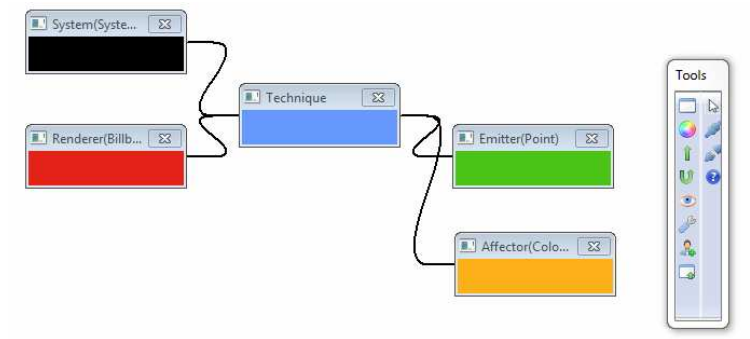 System(Syste...
Tools
Technique
Renderer(Billb...
Emitter(Point)
Affector(Colo...